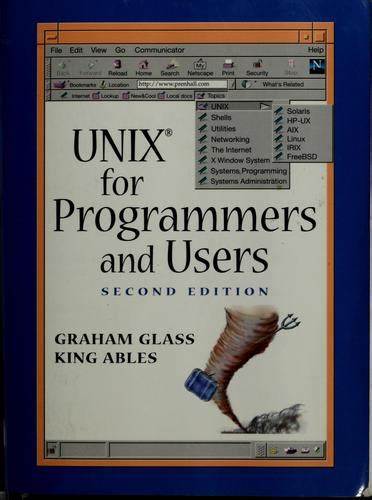 File Edit View Go Communicator Help
Back Forward Reload Home Search Netscape Print Security Stop N
My
Bookmarks Location http://www.prenhall.com What's Related
Internet Lookup New&Cool Local docs Topics
UNIX
Shells
Utilities
Networking
The Internet
X Window System
Systems Programming
Systems Administration
Solaris
HP-UX
AIX
Linux
IRIX
FreeBSD
UNIX®
for
Programmers
and Users
SECOND EDITION
GRAHAM GLASS
KING ABLES